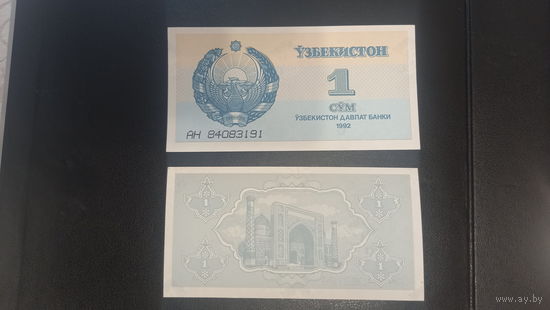 ЎЗБЕКИСТОН
1
СЎМ
ЎЗБЕКИСТОН ДАВЛАТ БАНКИ
1992
АН 84083191
1 1
1 1
www.ay.by